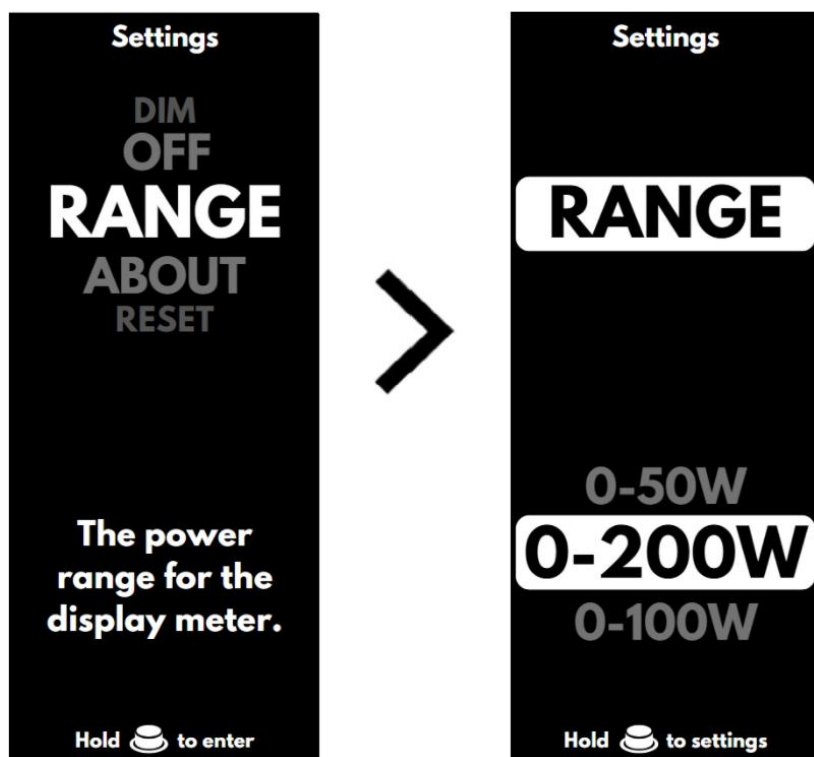 Settings
DIM
OFF
RANGE
ABOUT
RESET
The power
range for the
display meter.
Hold to enter
Settings
RANGE
0-50W
0-200W
0-100W
Hold to settings